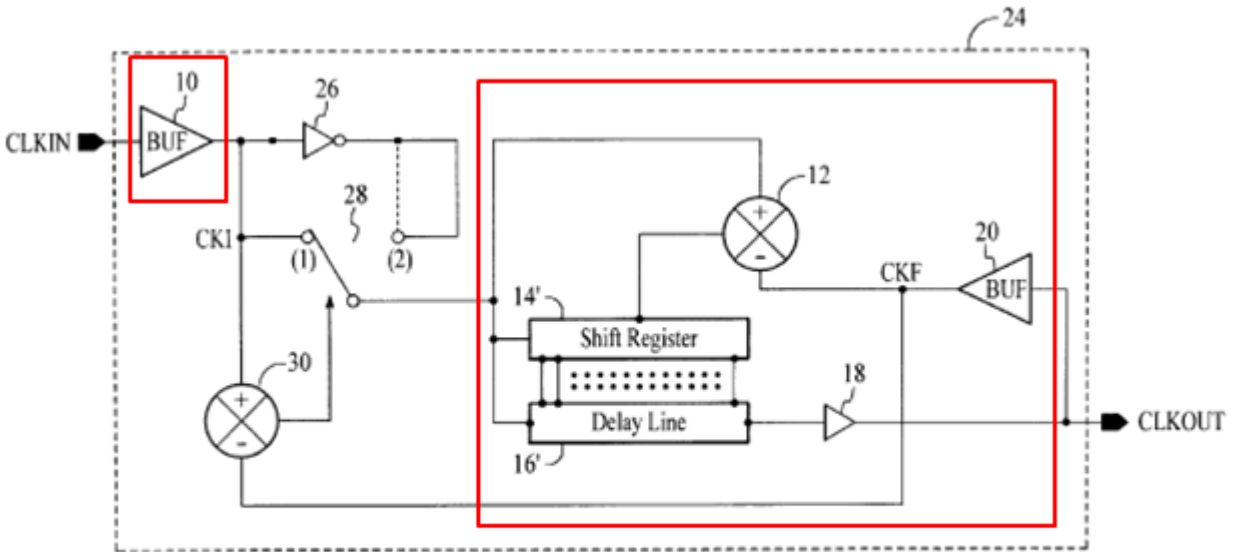 24
10
26
CLKIN
BUF
28
12
+
-
CKI
(1)
(2)
CKF
20
BUF
14'
Shift Register
30
+
-
18
Delay Line
CLKOUT
16'